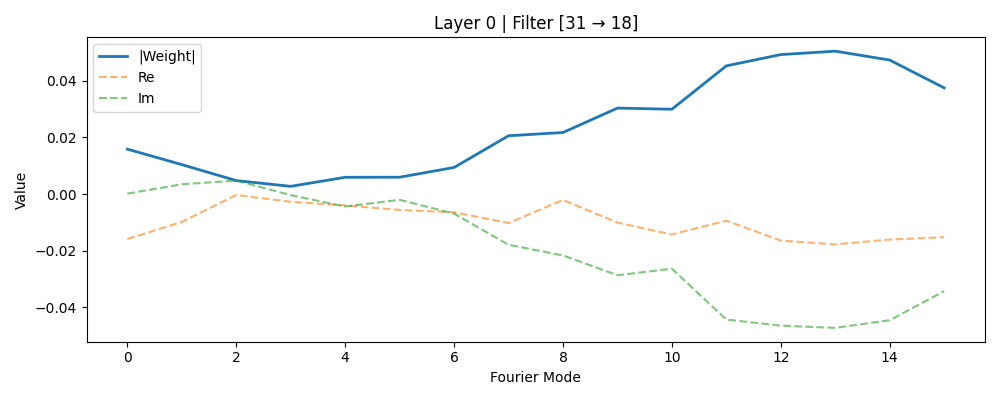 Layer 0 | Filter [31 → 18]
|Weight|
Re
Im
0.04
0.02
0.00
−0.02
−0.04
Value
0 2 4 6 8 10 12 14
Fourier Mode